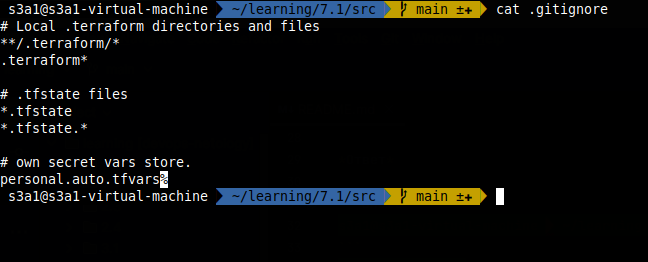 s3a1@s3a1-virtual-machine ~/learning/7.1/src main ±✚ cat .gitignore
# Local .terraform directories and files
**/.terraform/*
.terraform*
# .tfstate files
*.tfstate
*.tfstate.*
# own secret vars store.
personal.auto.tfvars%
s3a1@s3a1-virtual-machine ~/learning/7.1/src main ±✚